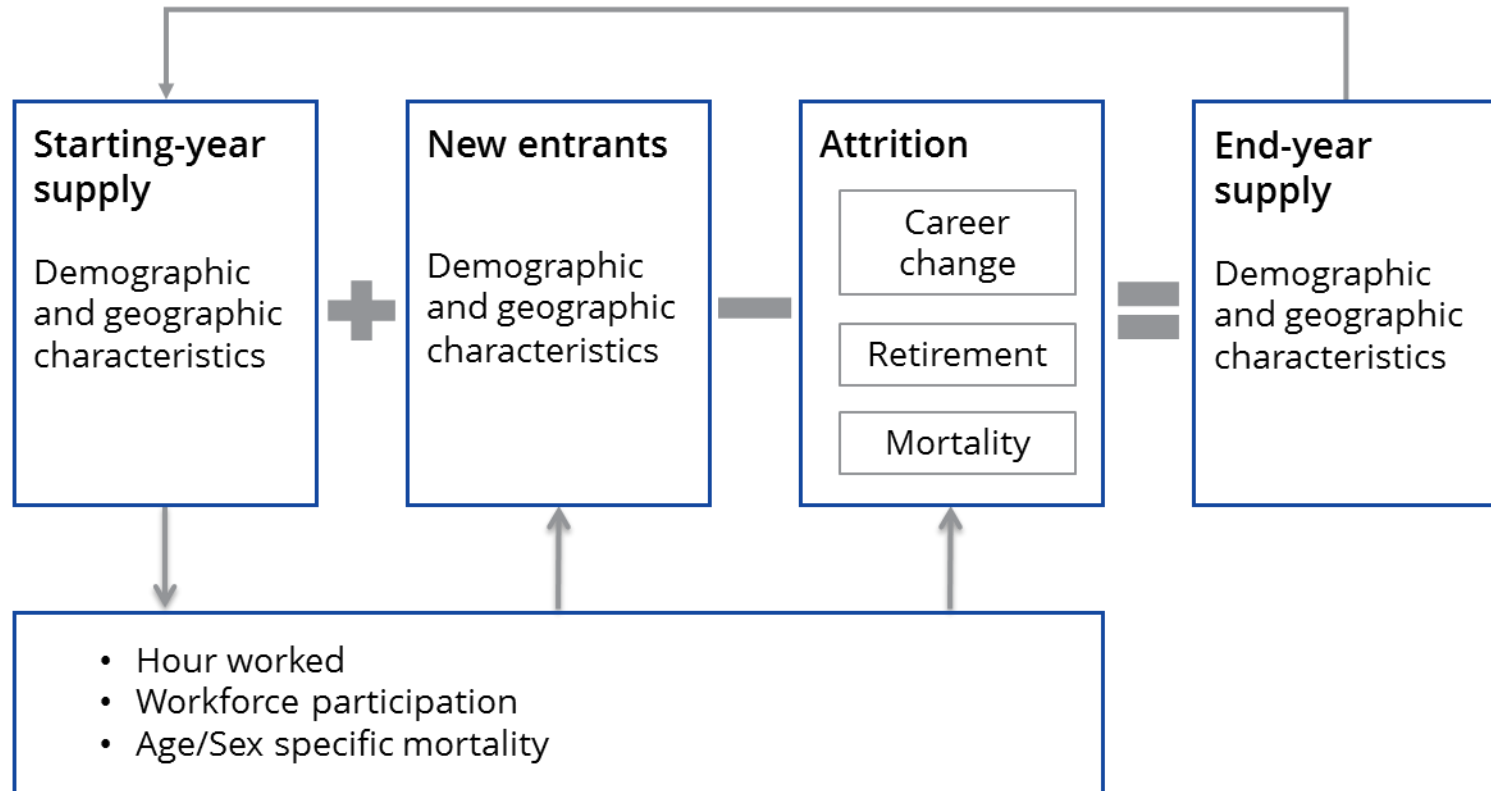 Starting-year
supply
Demographic
and geographic
characteristics
New entrants
Demographic
and geographic
characteristics
Attrition
Career
change
Retirement
Mortality
End-year
supply
Demographic
and geographic
characteristics
• Hour worked
• Workforce participation
• Age/Sex specific mortality